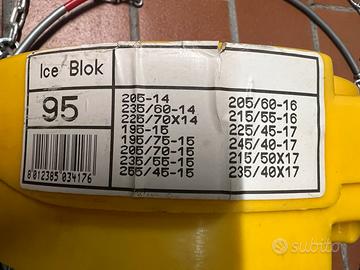 Ice Blok
95
205-14
235/60-14
225/70X14
195-15
195/75-15
205/70-15
235/55-15
255/45-15
205/60-16
215/55-16
225/45-17
245/40-17
215/50X17
235/40X17
8 012385 034176
subito